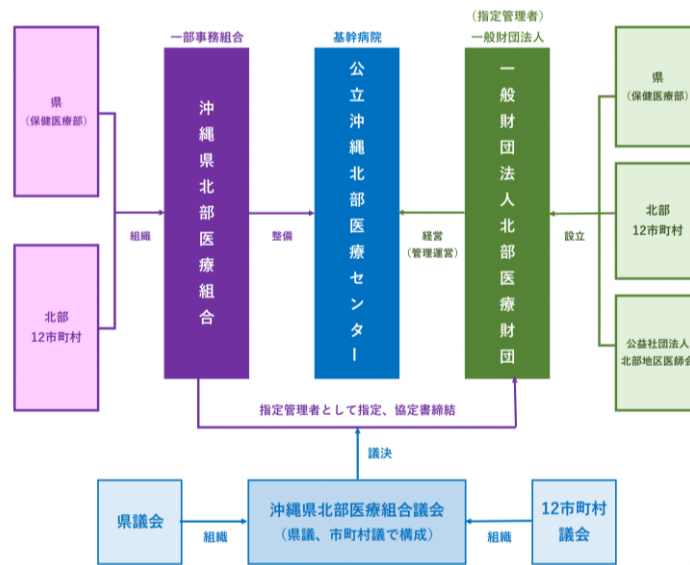 (指定管理者)
一部事務組合
基幹病院
一般財団法人
県
(保健医療部)
北部
12市町村
組織
沖縄県北部医療組合
整備
公立沖縄北部医療センター
経営
(管理運営)
一般財団法人北部医療財団
設立
県
(保健医療部)
北部
12市町村
公益社団法人
北部地区医師会
指定管理者として指定、協定書締結
議決
県議会
組織
沖縄県北部医療組合議会
(県議、市町村議で構成)
組織
12市町村
議会